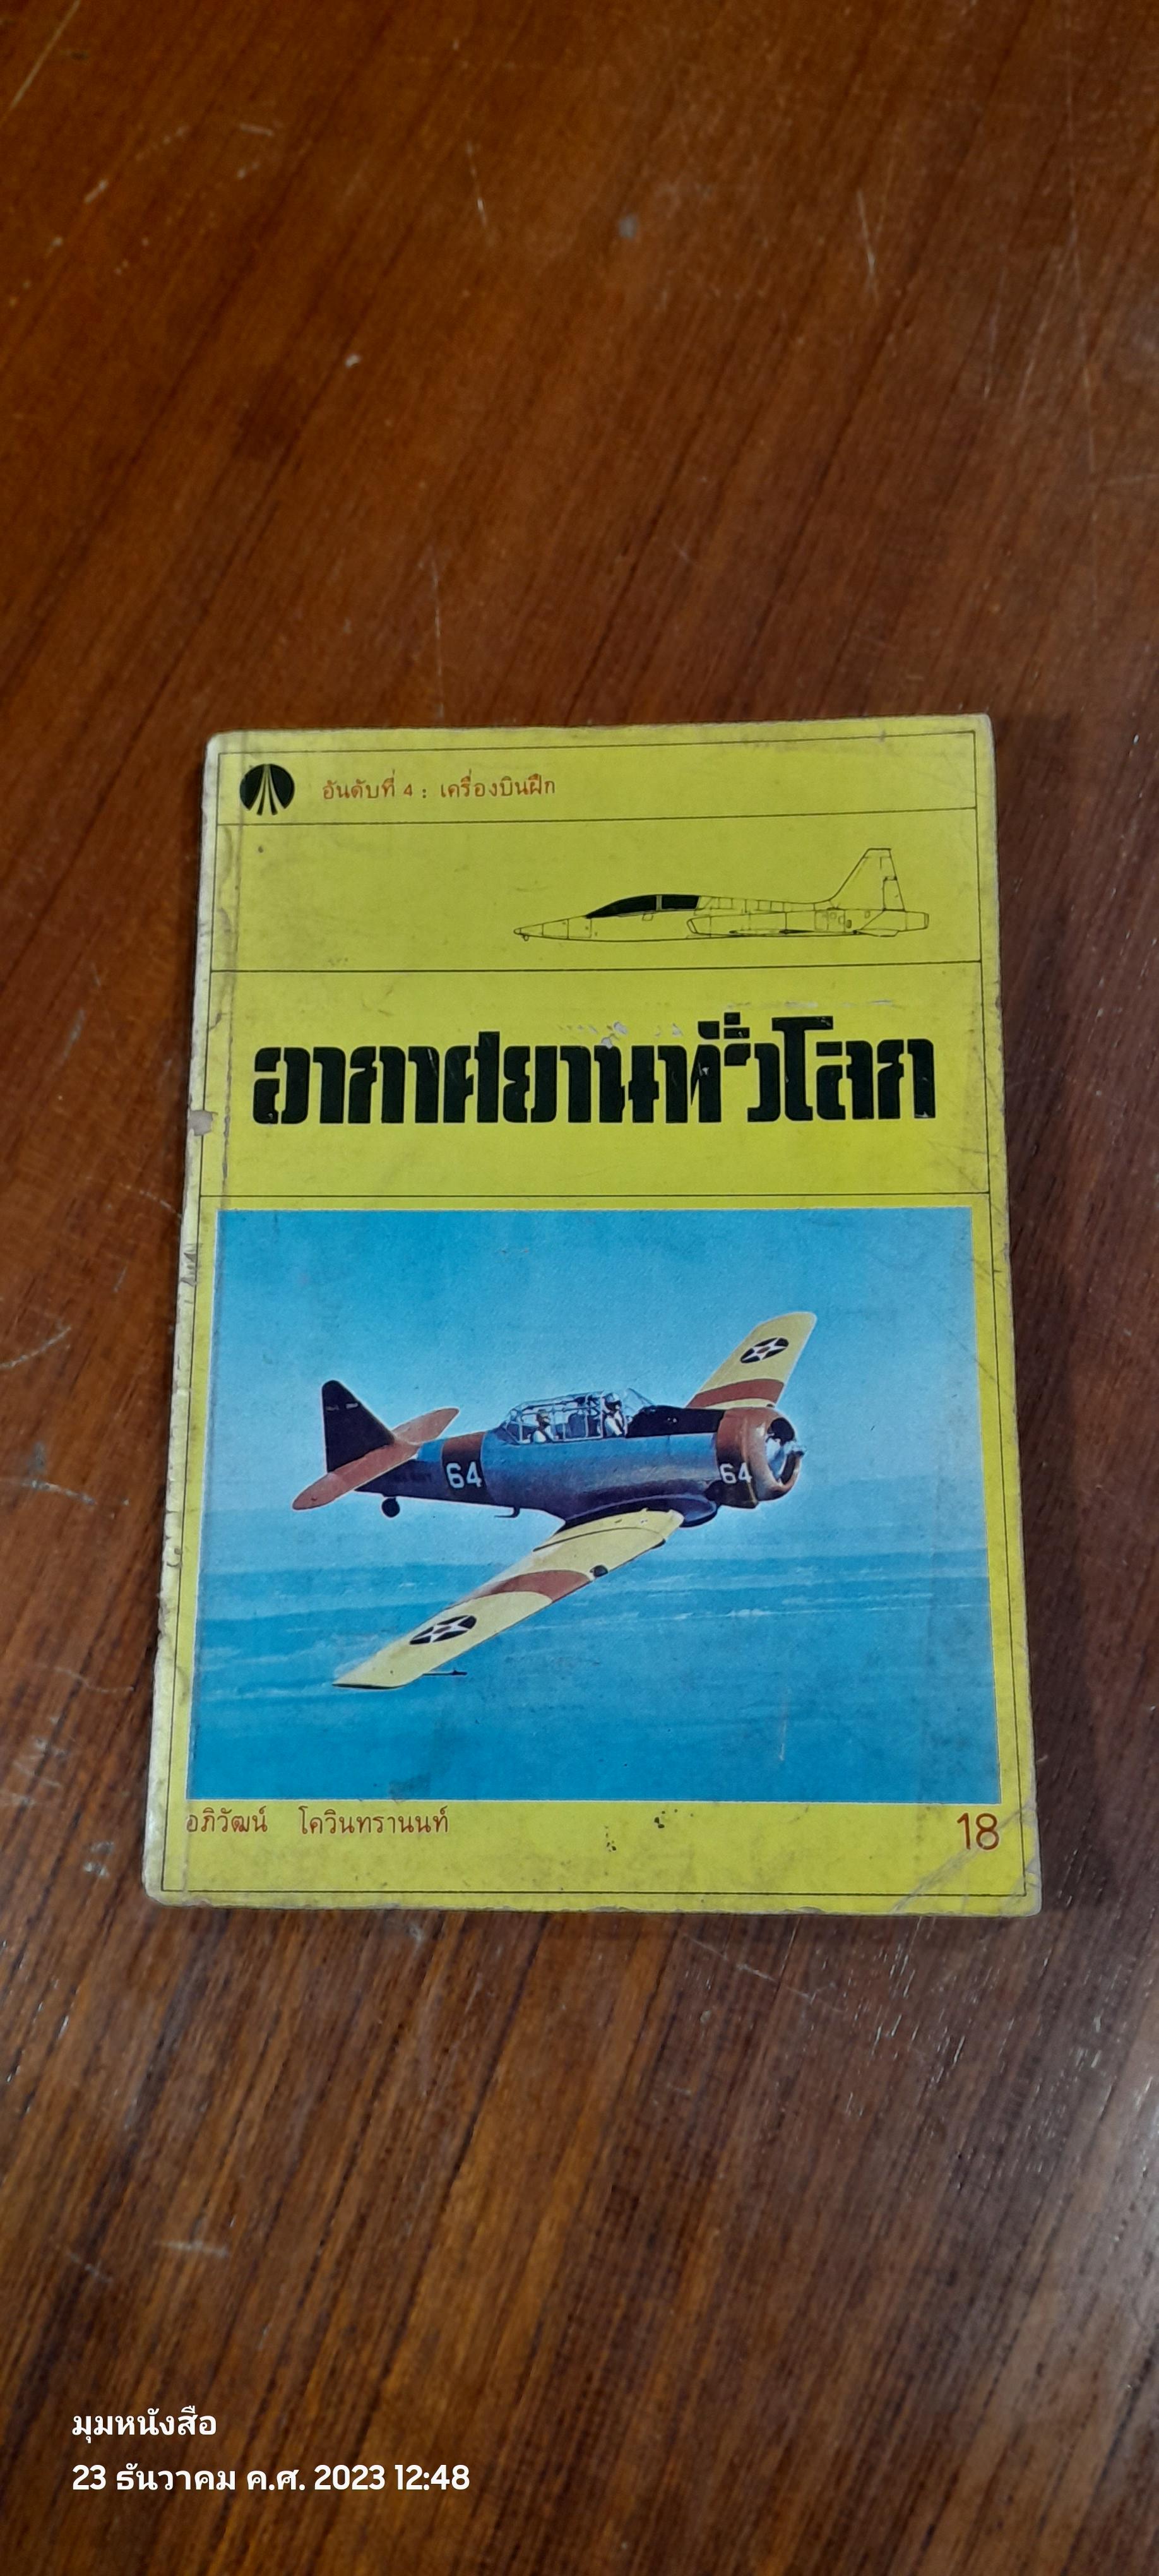 อันดับที่ 4 : เครื่องบินฝึก
อากาศยานทั่วโลก
64
64
อภิวัฒน์ โควินทรานนท์
18
มุมหนังสือ
23 ธันวาคม ค.ศ. 2023 12:48